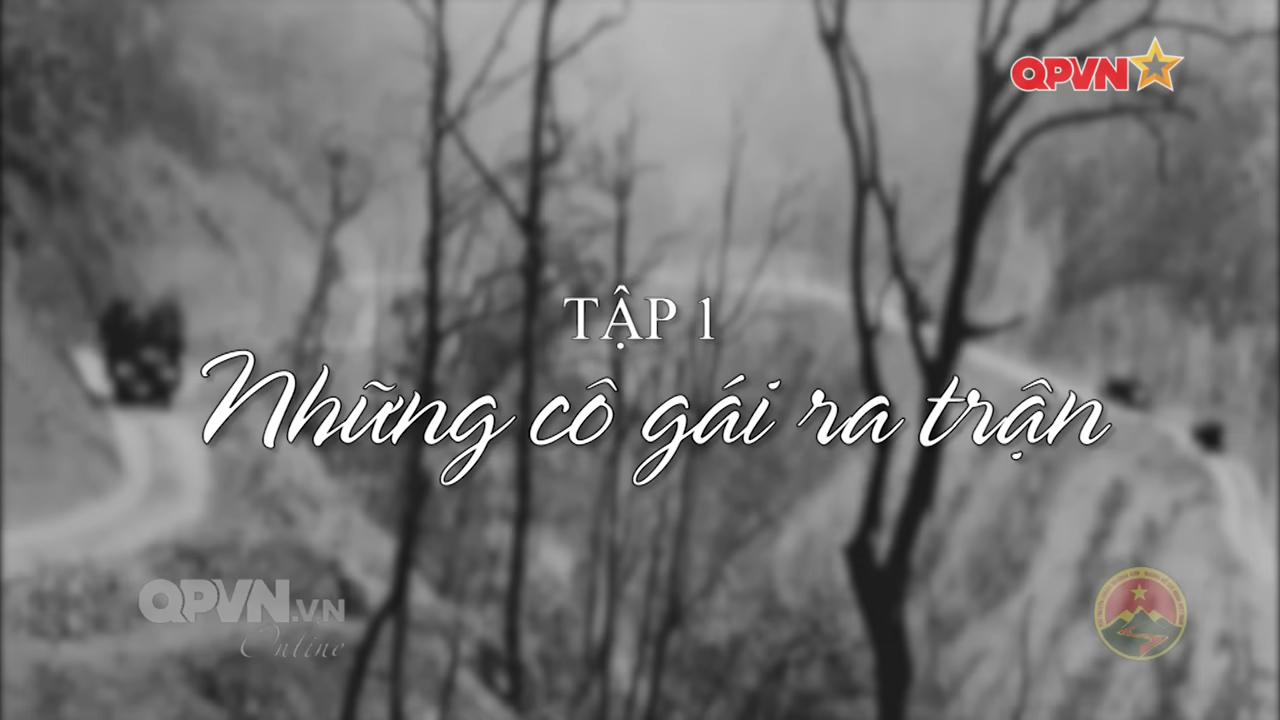 QPVN
TẬP 1
Những cô gái ra trận
QPVN.VN
Online